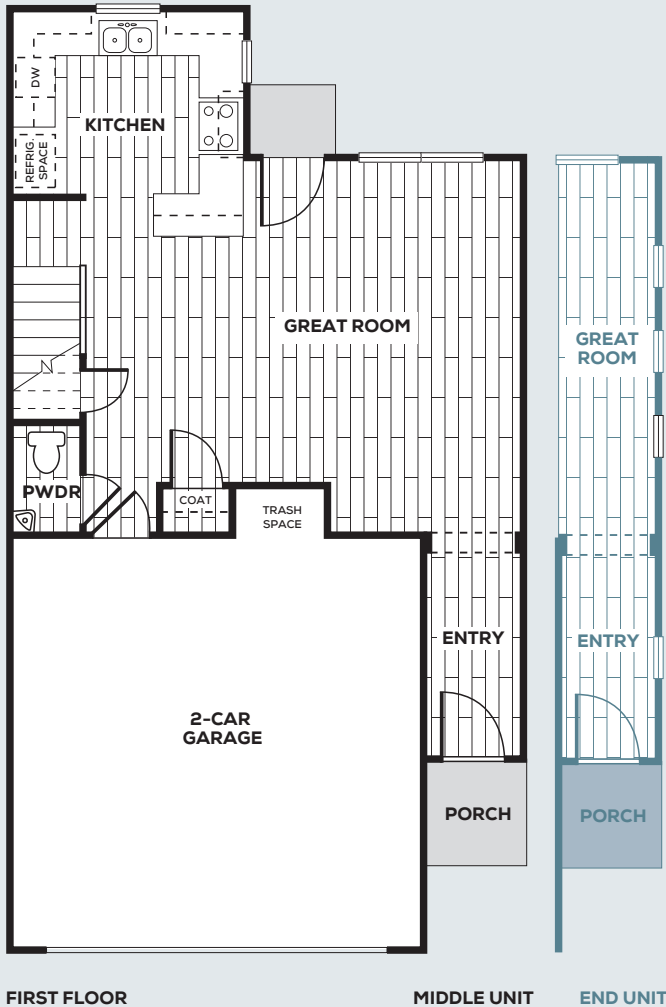 DW
KITCHEN
REFRIG.
SPACE
GREAT ROOM
GREAT
ROOM
PWDR
COAT
TRASH
SPACE
ENTRY
ENTRY
2-CAR
GARAGE
PORCH
PORCH
FIRST FLOOR
MIDDLE UNIT
END UNIT